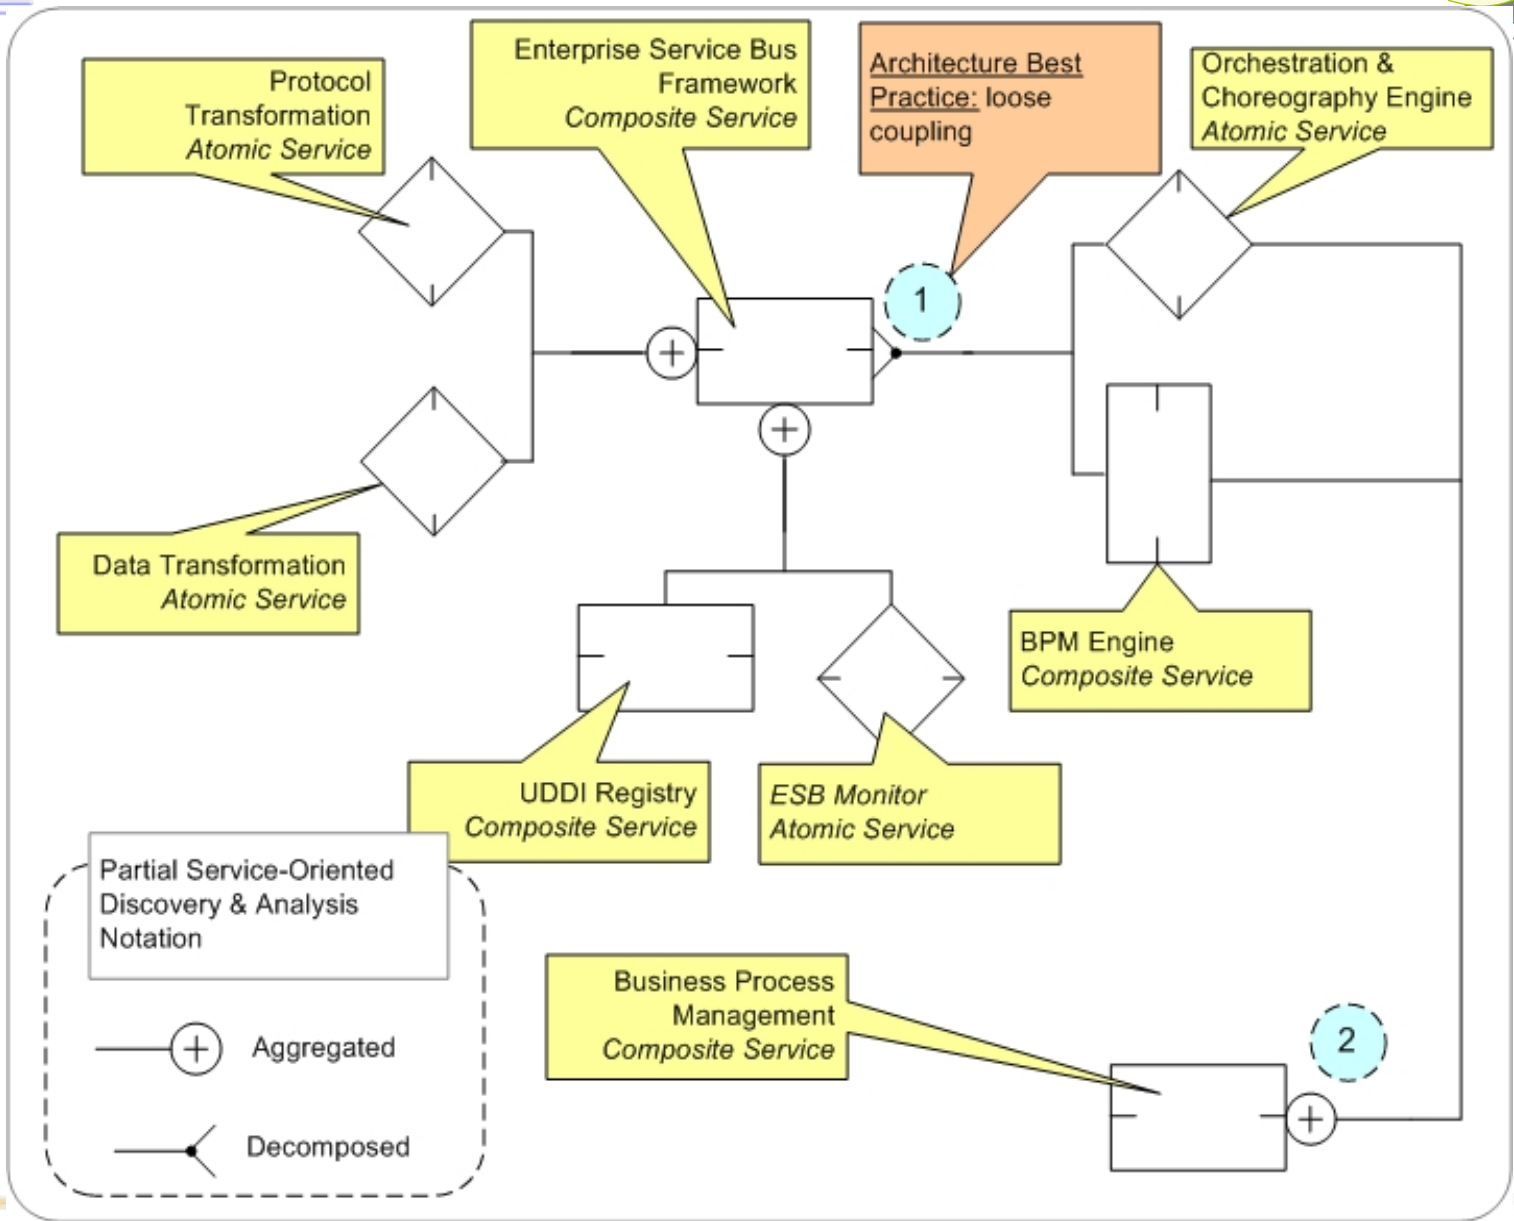 Protocol
Transformation
Atomic Service
Enterprise Service Bus
Framework
Composite Service
Architecture Best
Practice: loose
coupling
Orchestration &
Choreography Engine
Atomic Service
1
Data Transformation
Atomic Service
BPM Engine
Composite Service
UDDI Registry
Composite Service
ESB Monitor
Atomic Service
Partial Service-Oriented
Discovery & Analysis
Notation
Aggregated
Decomposed
Business Process
Management
Composite Service
2